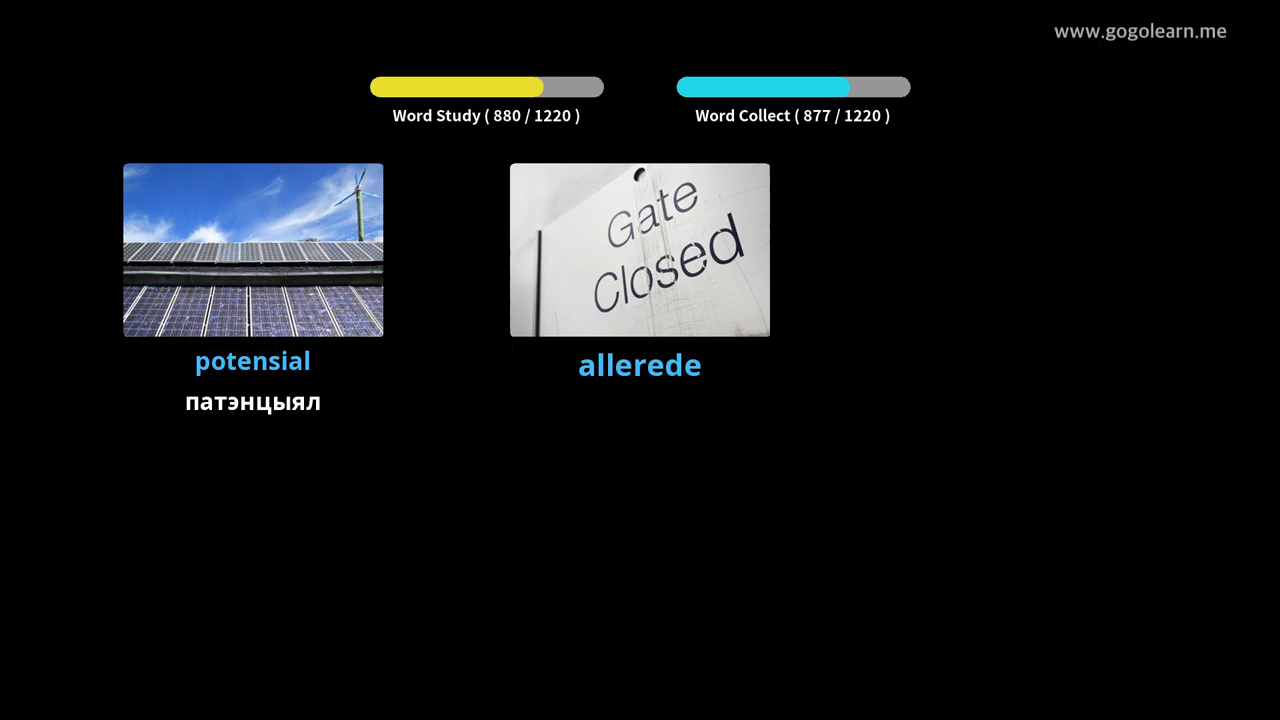 www.gogolearn.me
Word Study ( 880 / 1220 )
Word Collect ( 877 / 1220 )
Gate
Closed
potensial
allerede
патэнцыял